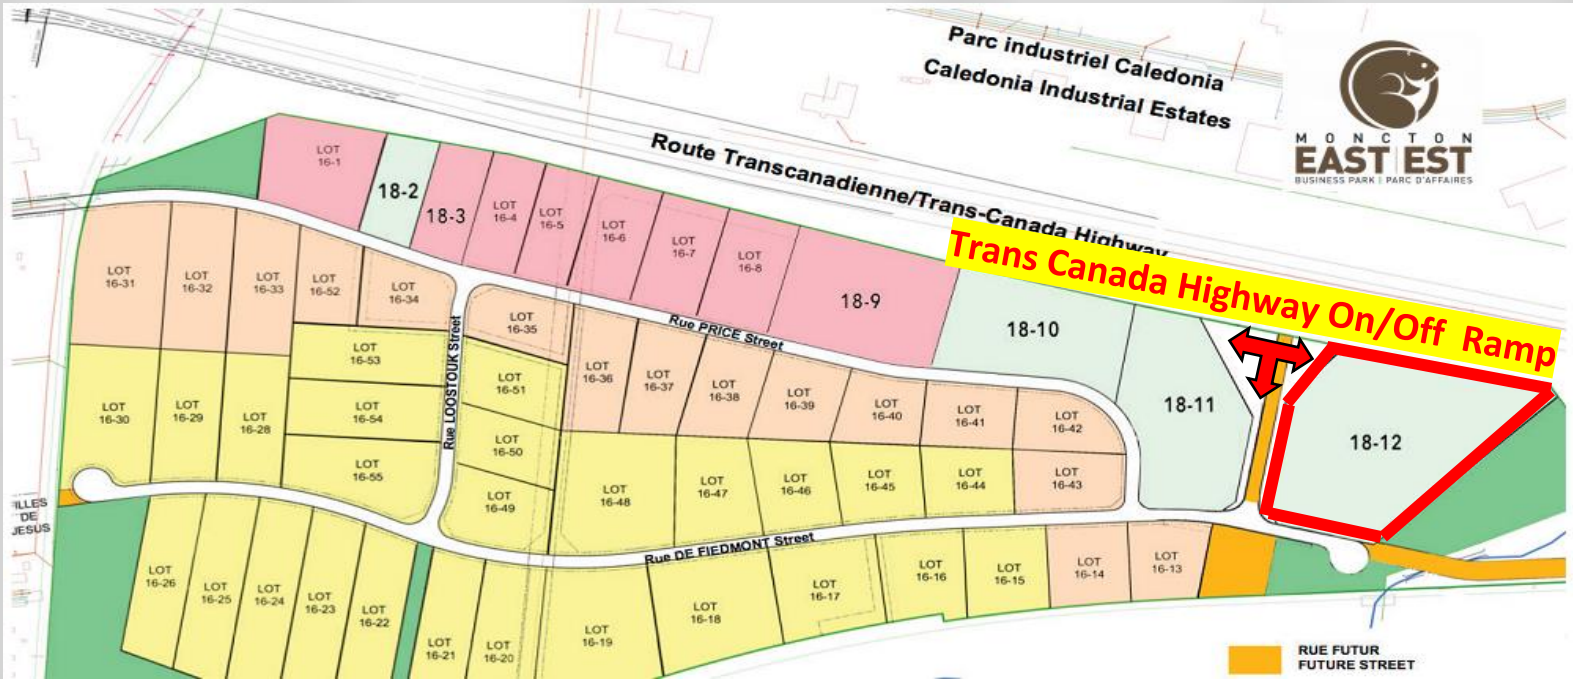 Parc industriel Caledonia
Caledonia Industrial Estates
MONCTON
EAST|EST
BUSINESS PARK | PARC D'AFFAIRES
Route Transcanadienne/Trans-Canada Highway
Trans Canada Highway On/Off Ramp
LOT
16-1
18-2
18-3
LOT
16-4
LOT
16-5
LOT
16-6
LOT
16-7
LOT
16-8
18-9
18-10
18-11
18-12
LOT
16-31
LOT
16-32
LOT
16-33
LOT
16-52
LOT
16-34
LOT
16-35
Rue PRICE Street
LOT
16-36
LOT
16-37
LOT
16-38
LOT
16-39
LOT
16-40
LOT
16-41
LOT
16-42
LOT
16-43
LOT
16-53
LOT
16-54
LOT
16-55
Rue LOOSTOUK Street
LOT
16-51
LOT
16-50
LOT
16-49
LOT
16-30
LOT
16-29
LOT
16-28
LOT
16-48
LOT
16-47
LOT
16-46
LOT
16-45
LOT
16-44
ILLES
DE
JESUS
Rue DE FIEDMONT Street
LOT
16-26
LOT
16-25
LOT
16-24
LOT
16-23
LOT
16-22
LOT
16-21
LOT
16-20
LOT
16-19
LOT
16-18
LOT
16-17
LOT
16-16
LOT
16-15
LOT
16-14
LOT
16-13
RUE FUTUR
FUTURE STREET